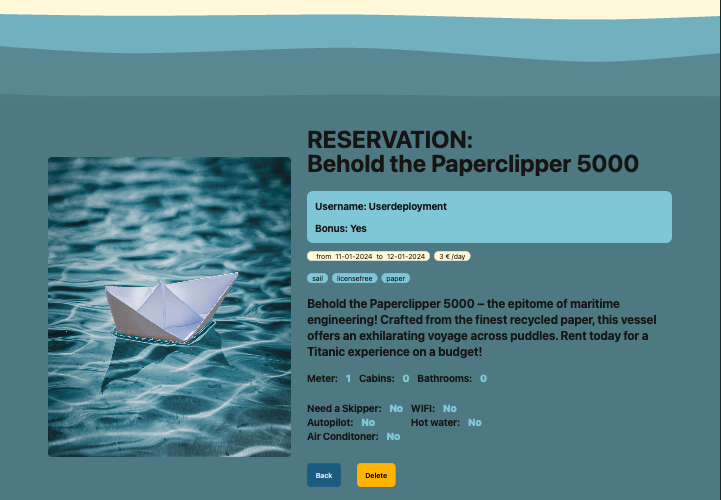 RESERVATION:
Behold the Paperclipper 5000
Username: Userdeployment
Bonus: Yes
from 11-01-2024 to 12-01-2024 3 € /day
sail licensefree paper
Behold the Paperclipper 5000 – the epitome of maritime
engineering! Crafted from the finest recycled paper, this vessel
offers an exhilarating voyage across puddles. Rent today for a
Titanic experience on a budget!
Meter: 1 Cabins: 0 Bathrooms: 0
Need a Skipper: No WIFI: No
Autopilot: No Hot water: No
Air Conditoner: No
Back Delete